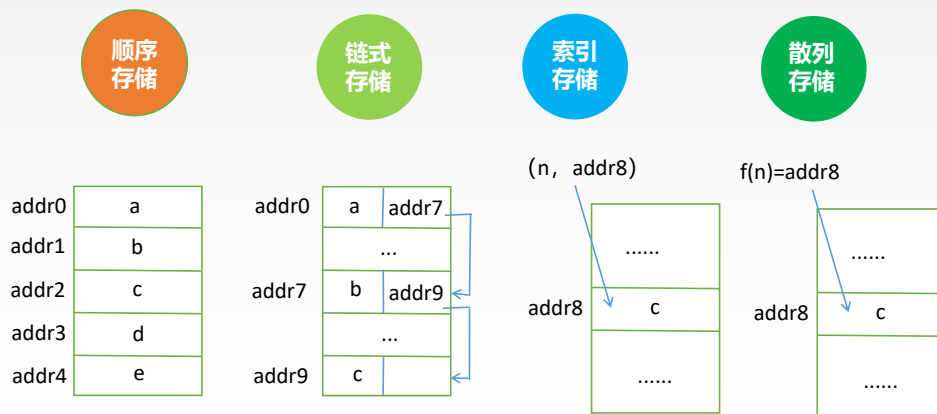 顺序
存储
链式
存储
索引
存储
散列
存储
addr0
a
addr1
b
addr2
c
addr3
d
addr4
e
addr0
a
addr7
...
addr7
b
addr9
...
addr9
c
(n，addr8)
......
addr8
c
......
f(n)=addr8
......
addr8
c
......